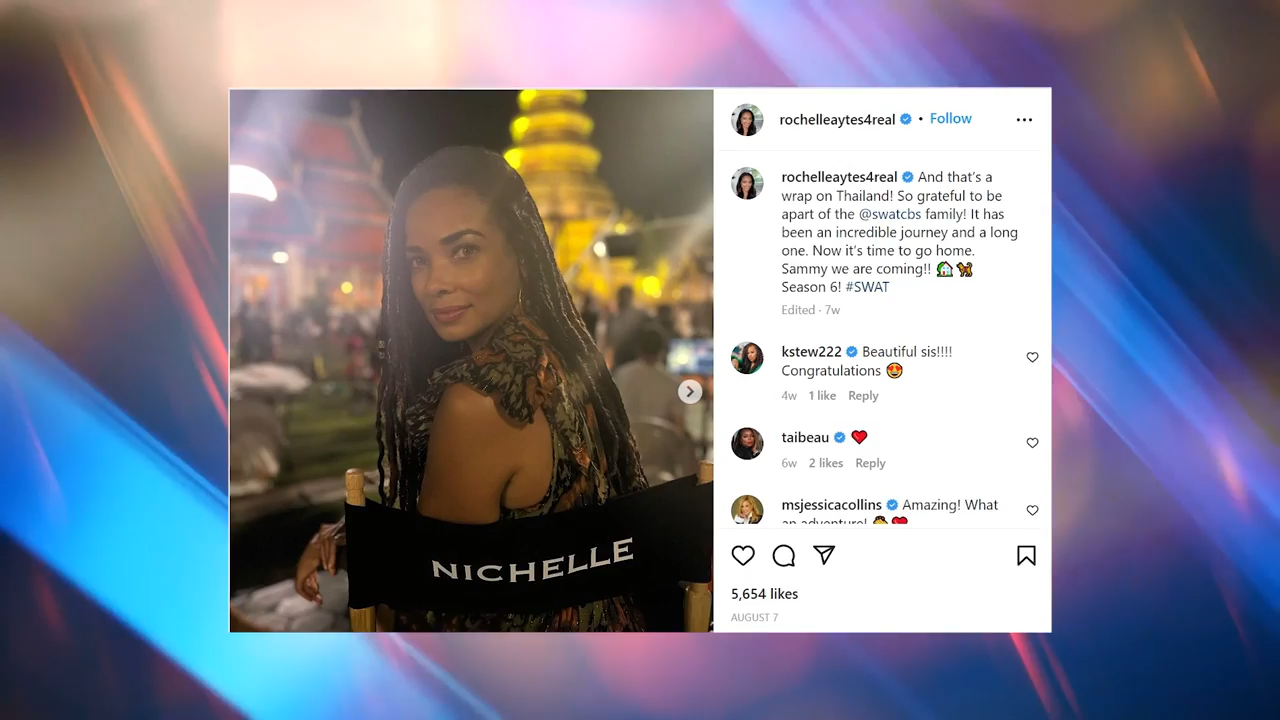 NICHELLE
rochelleaytes4real • Follow
rochelleaytes4real And that's a
wrap on Thailand! So grateful to be
apart of the @swatcbs family! It has
been an incredible journey and a long
one. Now it's time to go home.
Sammy we are coming!! 🏡🐕
Season 6! #SWAT
Edited · 7w
kstew222 Beautiful sis!!!!
Congratulations 😍
4w 1 like Reply
taibeau ❤️
6w 2 likes Reply
msjessicacollins Amazing! What
an adventure!
5,654 likes
AUGUST 7